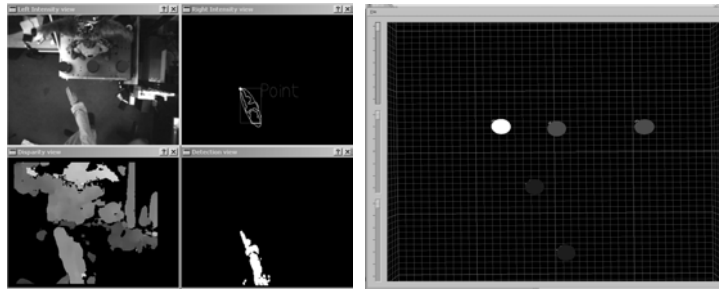 Left Intensity view
Right Intensity view
Point
Disparity view
Detection view